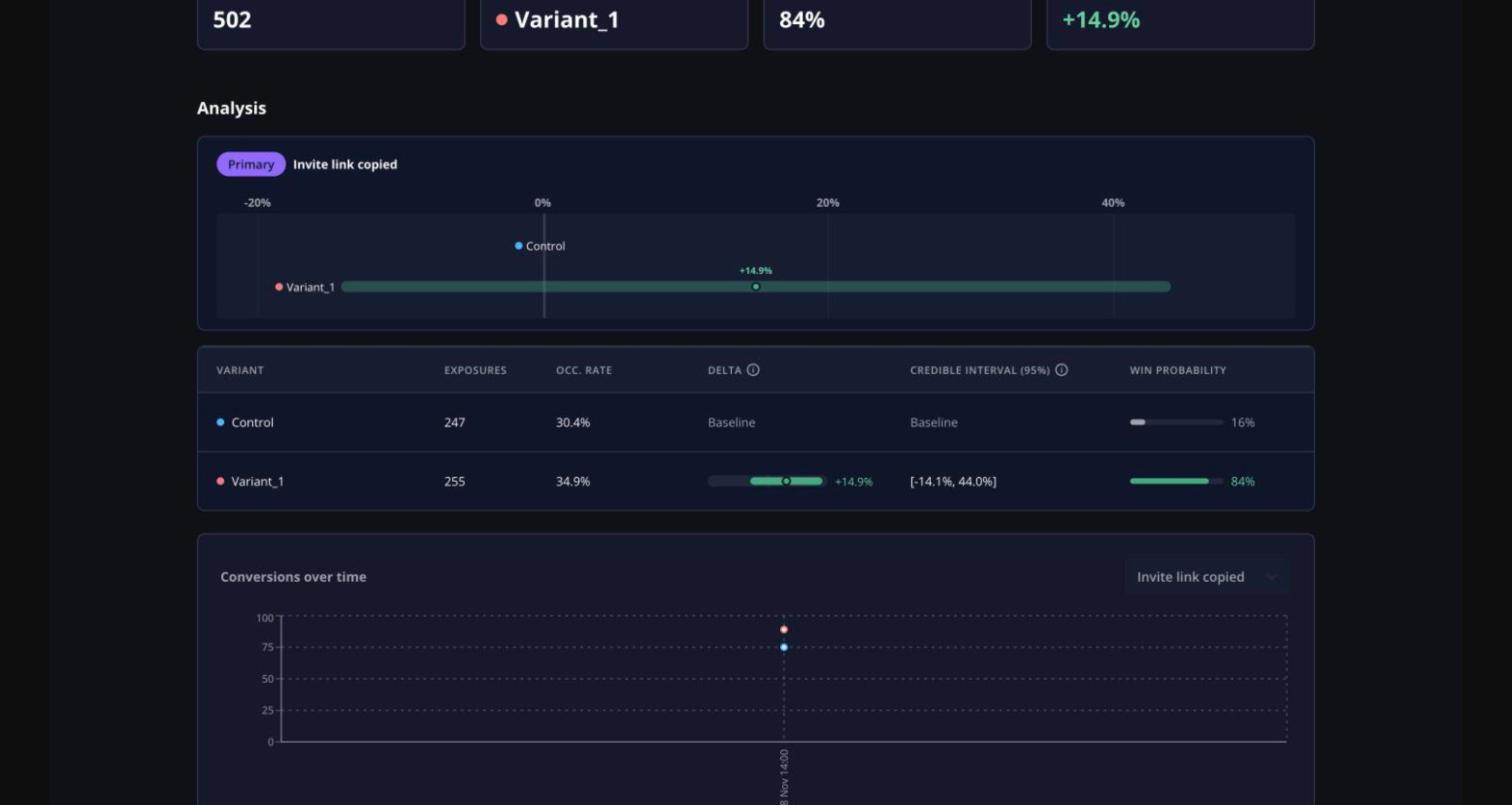 502
Variant_1
84%
+14.9%
Analysis
Primary Invite link copied
-20% 0% 20% 40%
Control
+14.9%
Variant_1
VARIANT EXPOSURES OCC. RATE DELTA CREDIBLE INTERVAL (95%) WIN PROBABILITY
Control 247 30.4% Baseline Baseline 16%
Variant_1 255 34.9% +14.9% [-14.1%, 44.0%] 84%
Conversions over time Invite link copied
100
75
50
25
0
8 Nov 14:00